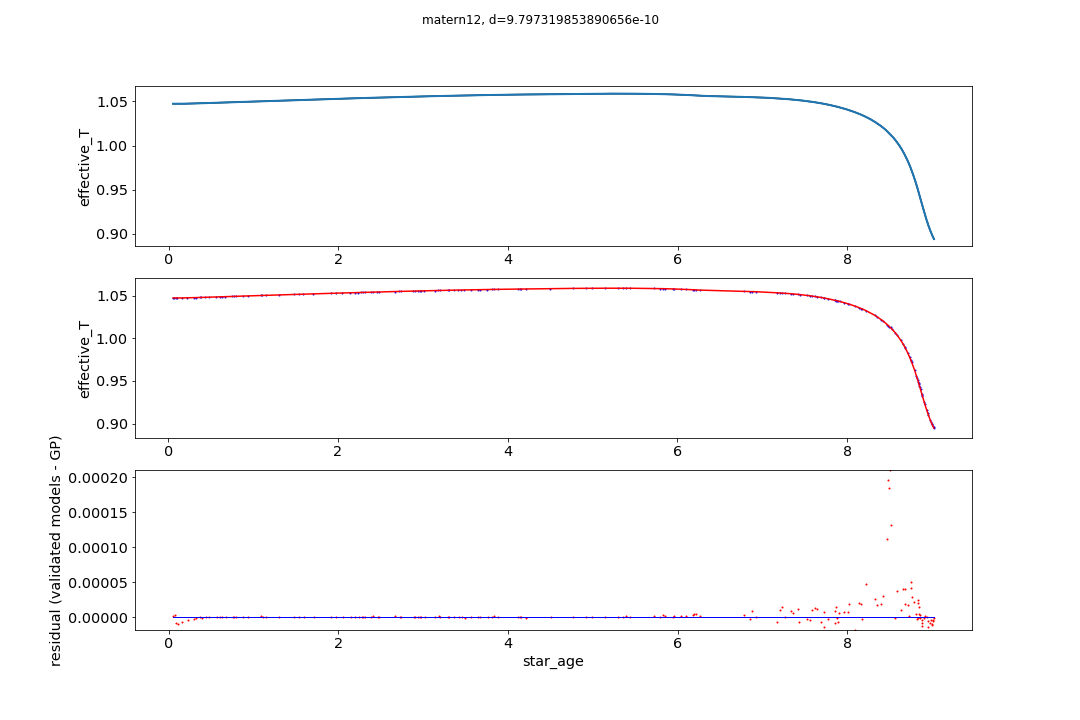 matern12, d=9.797319853890656e-10
effective_T
1.05
1.00
0.95
0.90
0 2 4 6 8
effective_T
1.05
1.00
0.95
0.90
0 2 4 6 8
residual (validated models - GP)
0.00020
0.00015
0.00010
0.00005
0.00000
0 2 4 6 8
star_age